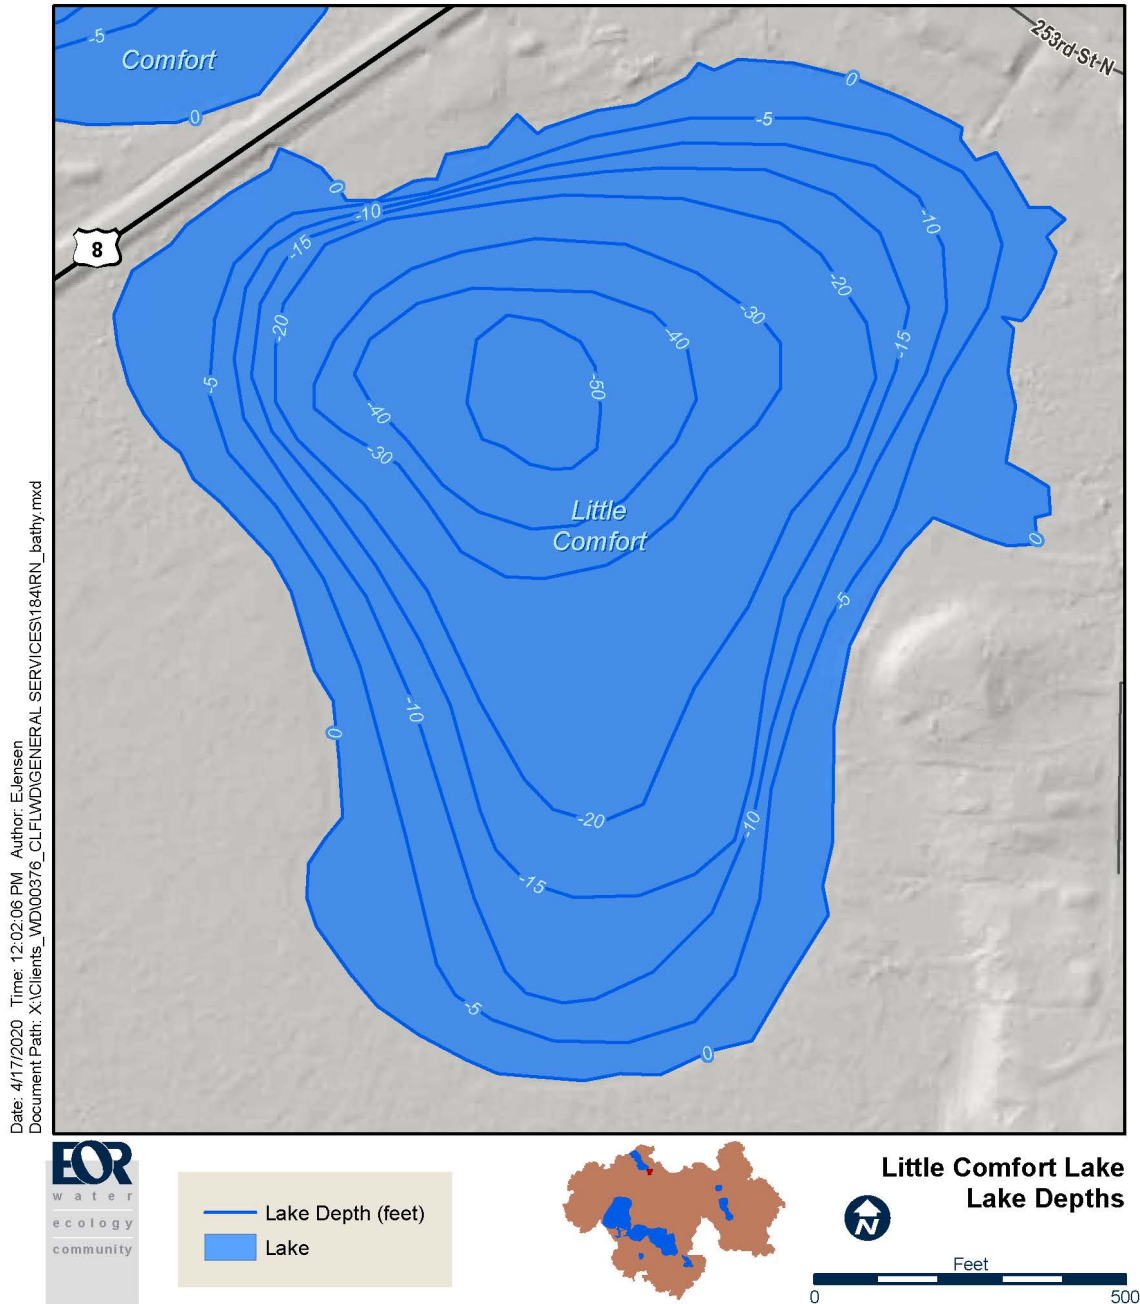 -5
Comfort
0
253rd-St-N
0
-5
0
-10
-10
-15
8
-20
-20
-30
-40
-15
-5
-50
-40
-30
Little
Comfort
0
-5
-10
0
-20
-10
-15
-5
0
Date: 4/17/2020 Time: 12:02:06 PM Author: EJensen
Document Path: X:\Clients_WD\00376_CLFLWD\GENERAL SERVICES\184\RN_bathy.mxd
EOR
water
ecology
community
Lake Depth (feet)
Lake
Little Comfort Lake
Lake Depths
N
Feet
0 500